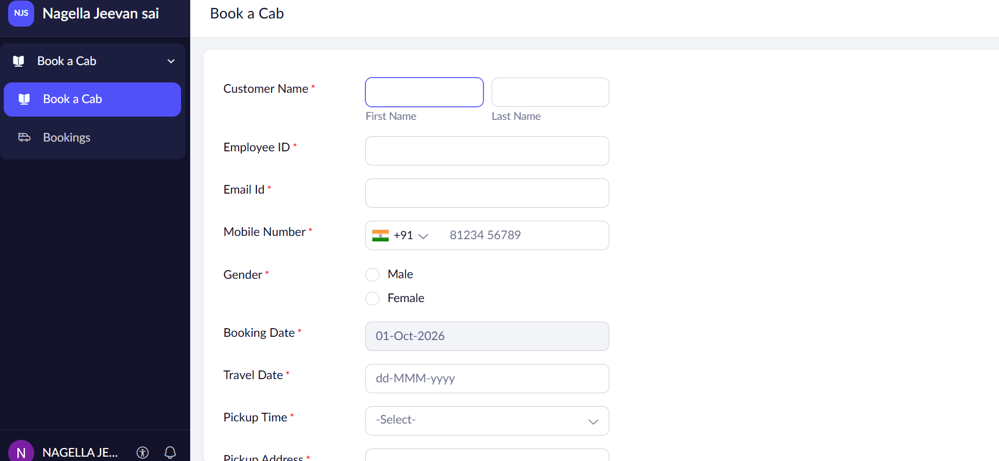 NJS Nagella Jeevan sai
Book a Cab
Book a Cab
Bookings
NAGELLA JE...
N
Book a Cab
Customer Name *
First Name
Last Name
Employee ID *
Email Id *
Mobile Number *
+91 81234 56789
Gender *
Male
Female
Booking Date *
01-Oct-2026
Travel Date *
dd-MMM-yyyy
Pickup Time *
-Select-
Pickup Address *